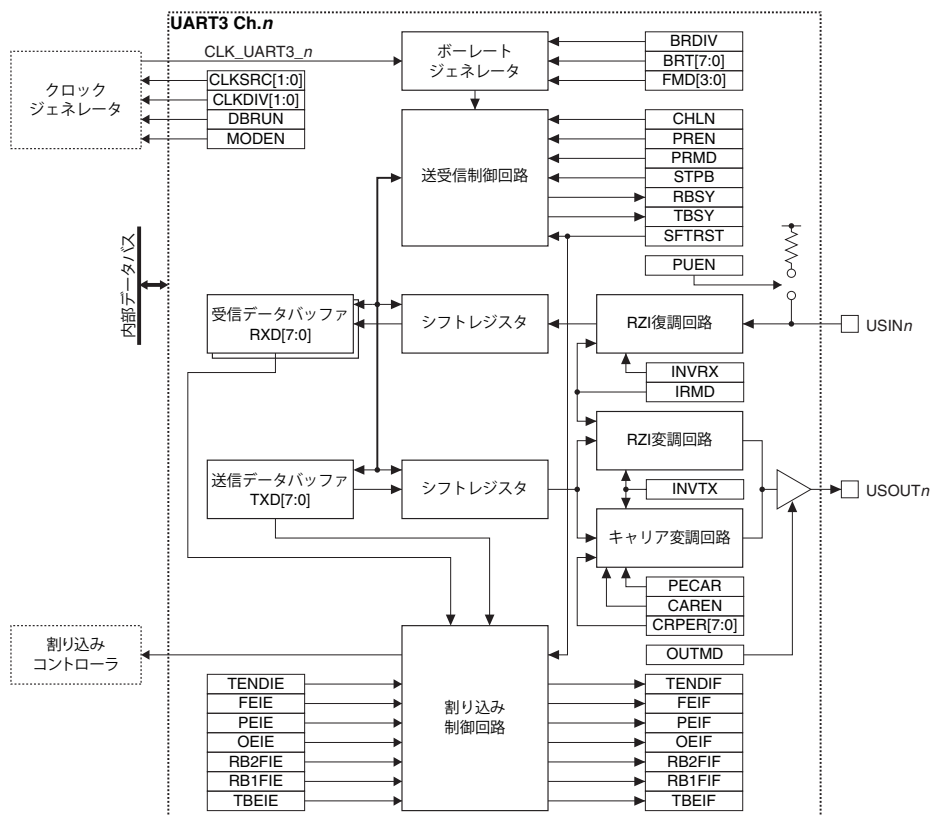 UART3 Ch.n
CLK_UART3_n
クロック
ジェネレータ
CLKSRC[1:0]
CLKDIV[1:0]
DBRUN
MODEN
ボーレート
ジェネレータ
BRDIV
BRT[7:0]
FMD[3:0]
送受信制御回路
CHLN
PREN
PRMD
STPB
RBSY
TBSY
SFTRST
PUEN
内部データバス
受信データバッファ
RXD[7:0]
シフトレジスタ
RZI復調回路
USINn
INVRX
IRMD
RZI変調回路
送信データバッファ
TXD[7:0]
シフトレジスタ
INVTX
USOUTn
キャリア変調回路
PECAR
CAREN
CRPER[7:0]
OUTMD
割り込み
コントローラ
割り込み
制御回路
TENDIE
FEIE
PEIE
OEIE
RB2FIE
RB1FIE
TBEIE
TENDIF
FEIF
PEIF
OEIF
RB2FIF
RB1FIF
TBEIF